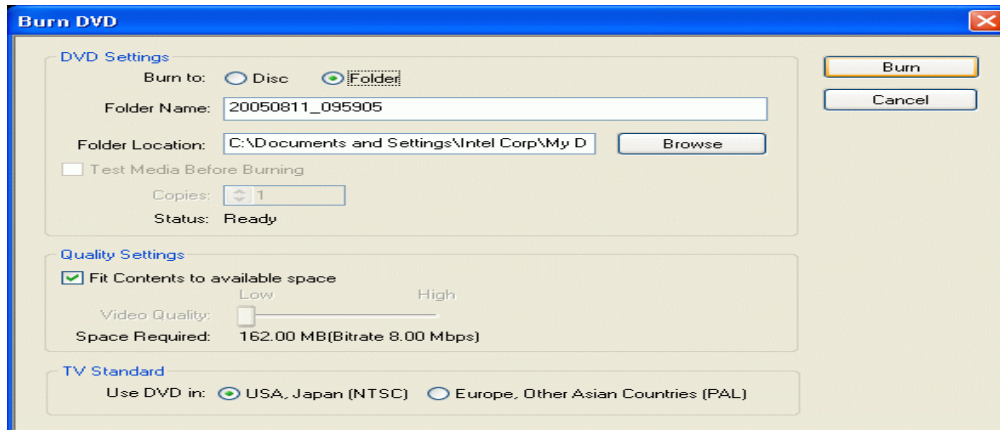 Burn DVD
DVD Settings
Burn to: Disc Folder
Burn
Folder Name: 20050811_095905
Cancel
Folder Location: C:\Documents and Settings\Intel Corp\My D Browse
Test Media Before Burning
Copies: 1
Status: Ready
Quality Settings
Fit Contents to available space
Low High
Video Quality:
Space Required: 162.00 MB(Bitrate 8.00 Mbps)
TV Standard
Use DVD in: USA, Japan (NTSC) Europe, Other Asian Countries (PAL)